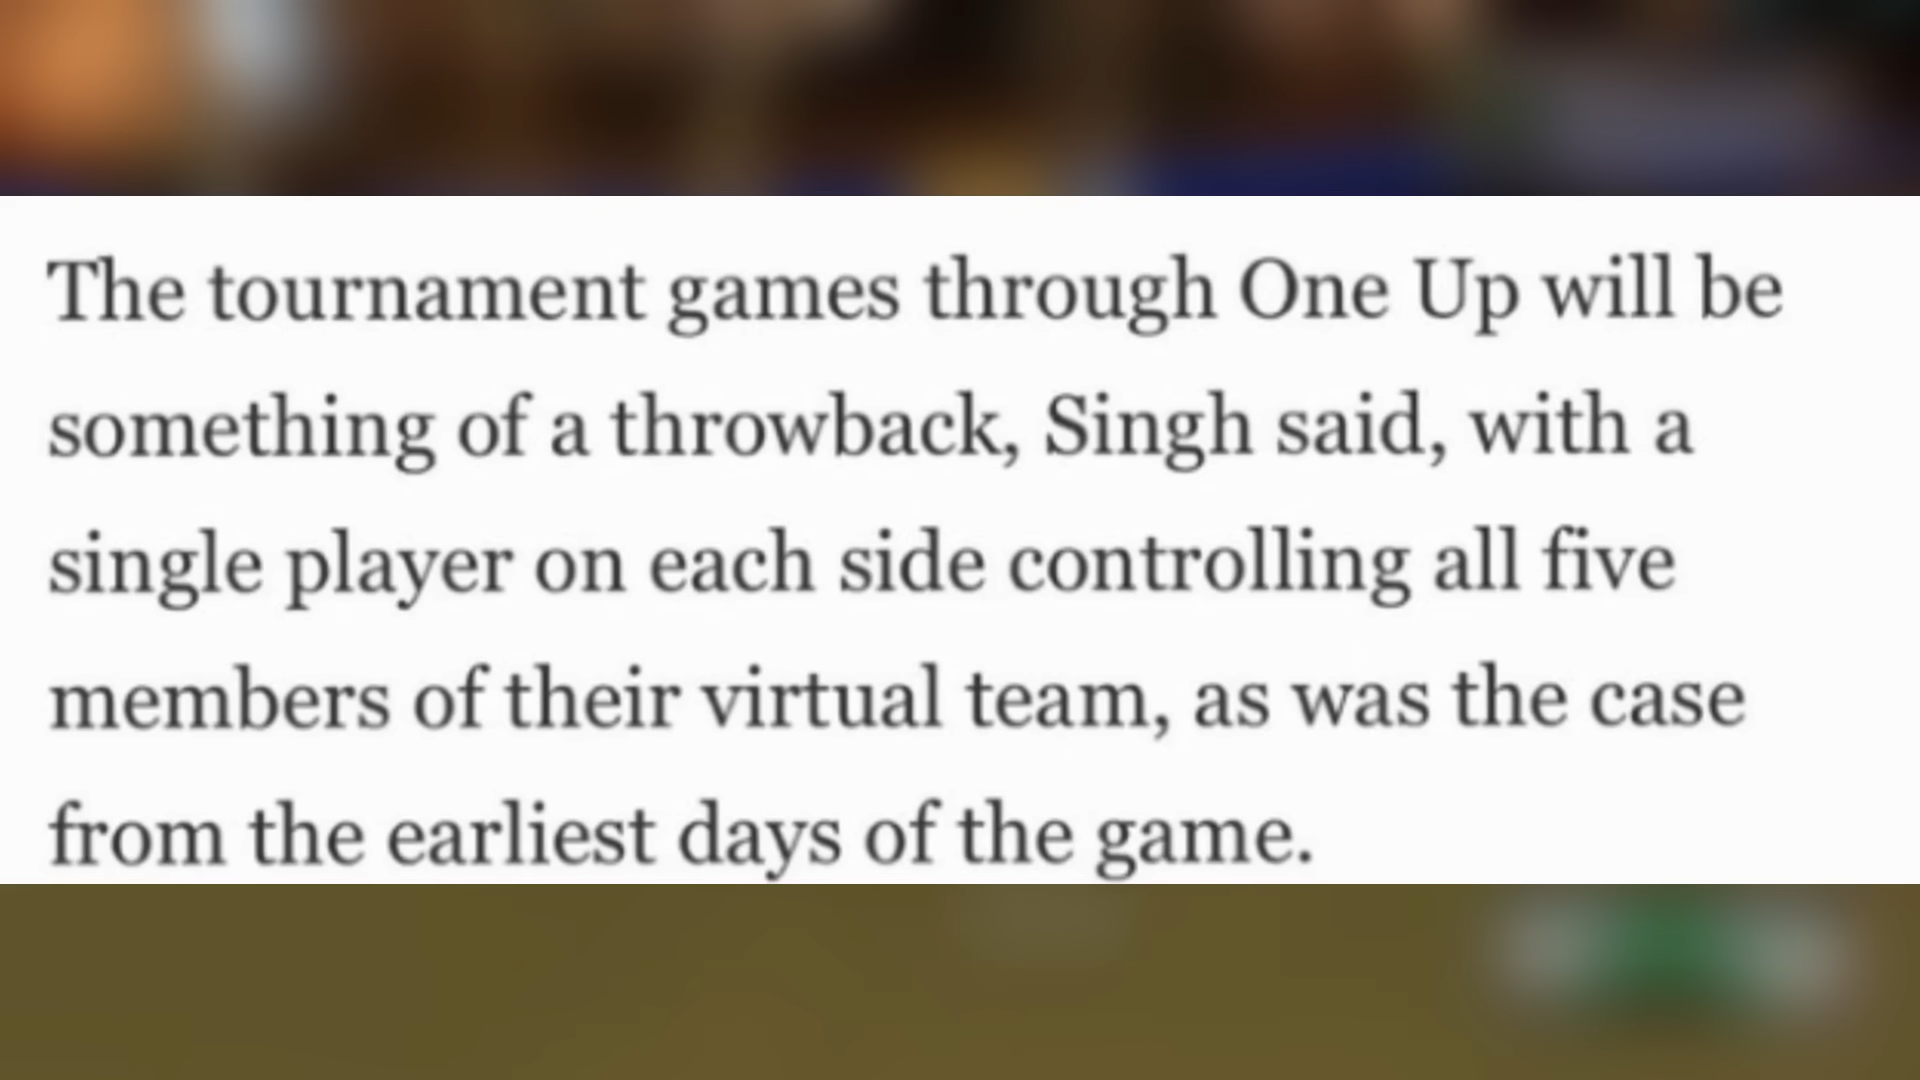 The tournament games through One Up will be
something of a throwback, Singh said, with a
single player on each side controlling all five
members of their virtual team, as was the case
from the earliest days of the game.